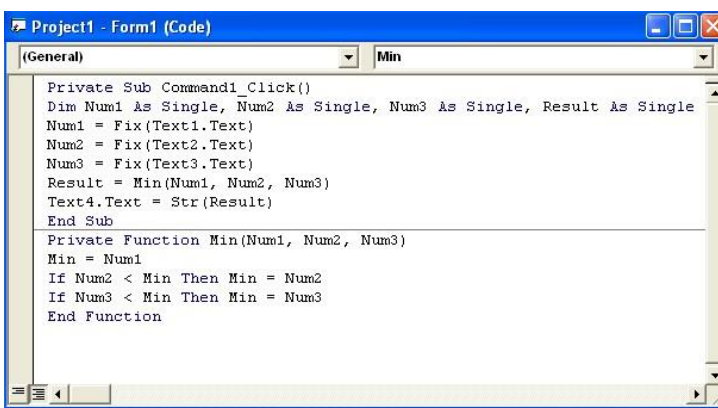 Project1 - Form1 (Code)
(General) Min
Private Sub Command1_Click()
Dim Num1 As Single, Num2 As Single, Num3 As Single, Result As Single
Num1 = Fix(Text1.Text)
Num2 = Fix(Text2.Text)
Num3 = Fix(Text3.Text)
Result = Min(Num1, Num2, Num3)
Text4.Text = Str(Result)
End Sub
Private Function Min(Num1, Num2, Num3)
Min = Num1
If Num2 < Min Then Min = Num2
If Num3 < Min Then Min = Num3
End Function